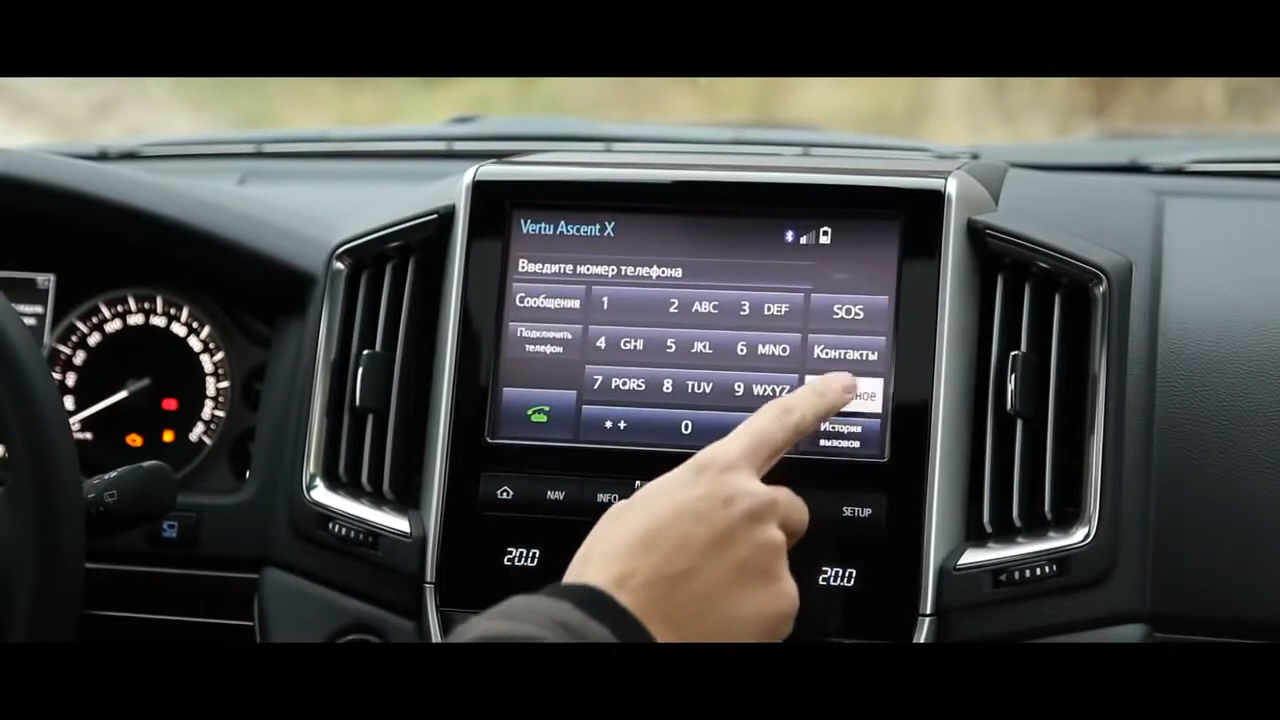 Vertu Ascent X
Введите номер телефона
Сообщения 1 2 ABC 3 DEF SOS
Подключить
телефон
4 GHI 5 JKL 6 MNO Контакты
7 PQRS 8 TUV 9 WXYZ
* + 0
История
вызовов
NAV INFO SETUP
20.0 20.0